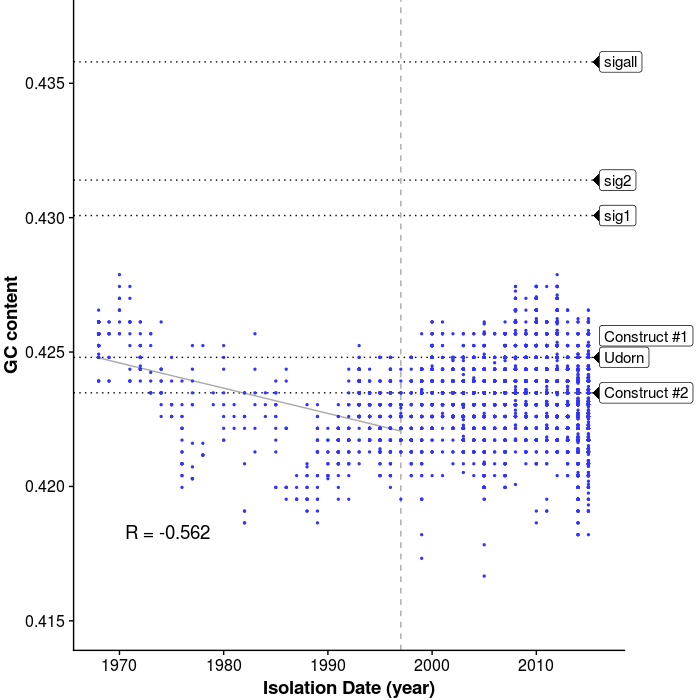 sigall
0.435
sig2
0.430
sig1
GC content
Construct #1
0.425
Udorn
Construct #2
0.420
R = -0.562
0.415
1970
1980
1990
2000
2010
Isolation Date (year)